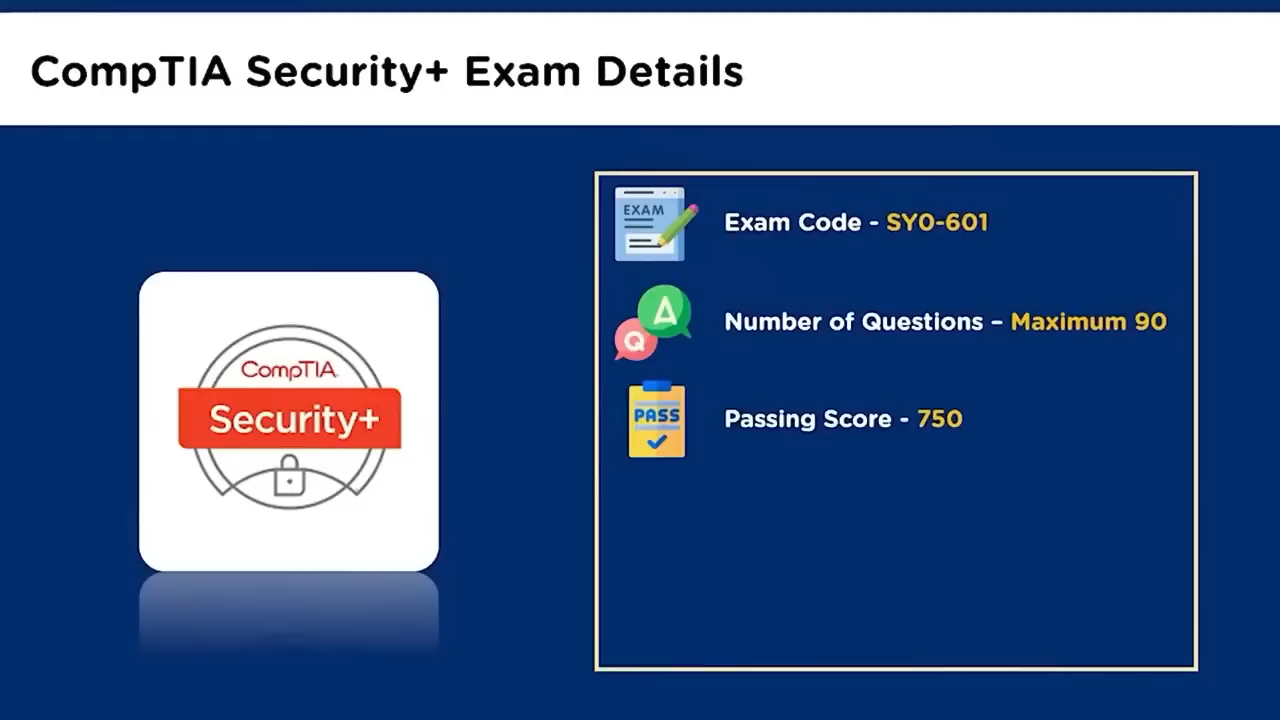 CompTIA Security+ Exam Details
CompTIA
Security+
EXAM
Exam Code - SY0-601
A
Q
Number of Questions – Maximum 90
PASS
Passing Score - 750